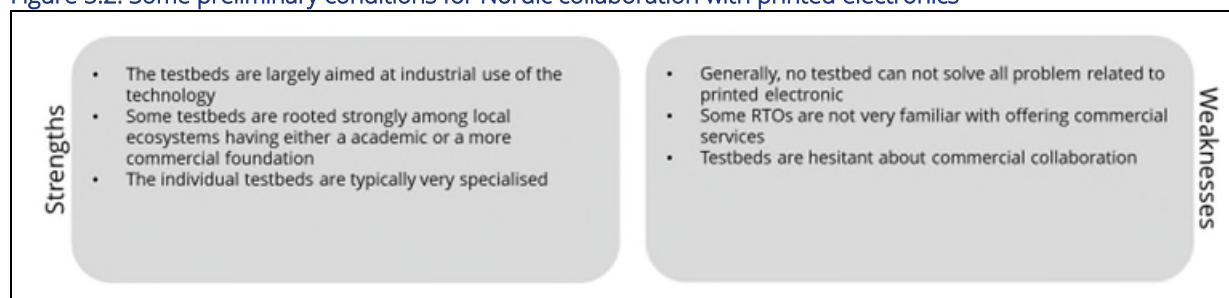 Figure 5.2: Some preliminary conditions for Nordic collaboration with printed electronics
Strengths
• The testbeds are largely aimed at industrial use of the
technology
• Some testbeds are rooted strongly among local
ecosystems having either a academic or a more
commercial foundation
• The individual testbeds are typically very specialised
• Generally, no testbed can not solve all problem related to
printed electronic
• Some RTOs are not very familiar with offering commercial
services
• Testbeds are hesitant about commercial collaboration
Weaknesses